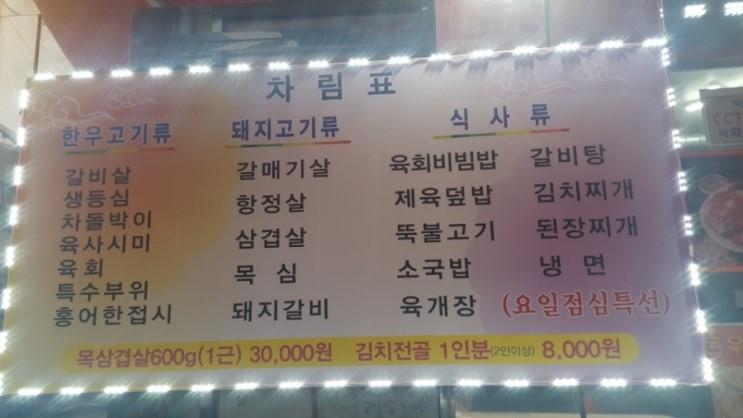 차림표
한우고기류
갈비살
생등심
차돌박이
육사시미
육회
특수부위
홍어한접시
돼지고기류
갈매기살
항정살
삼겹살
목 심
돼지갈비
식사류
육회비빔밥 갈비탕
제육덮밥 김치찌개
뚝불고기 된장찌개
소국밥 냉 면
육개장 (요일점심특선)
목삼겹살600g(1근) 30,000원 김치전골 1인분(2인이상) 8,000원
CCT